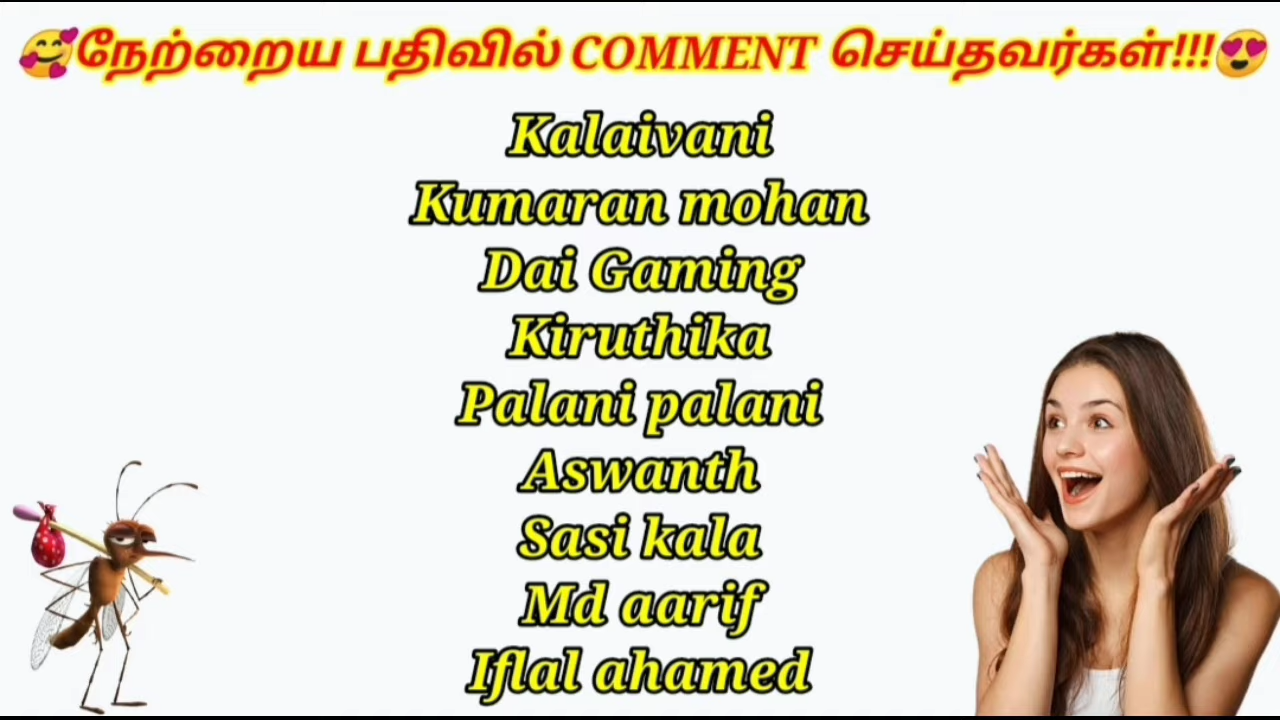 🥰நேற்றைய பதிவில் COMMENT செய்தவர்கள்!!!😍
Kalaivani
Kumaran mohan
Dai Gaming
Kiruthika
Palani palani
Aswanth
Sasi kala
Md aarif
Iflal ahamed